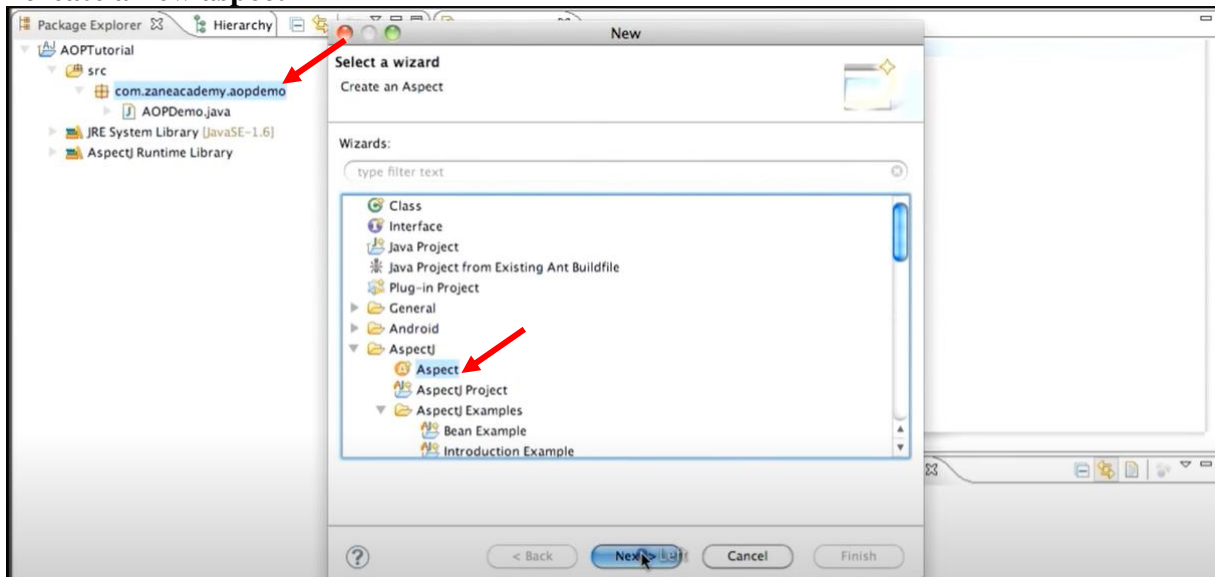 Package Explorer
Hierarchy
AOPTutorial
src
com.zaneacademy.aopdemo
AOPDemo.java
JRE System Library [JavaSE-1.6]
AspectJ Runtime Library
New
Select a wizard
Create an Aspect
Wizards:
type filter text
Class
Interface
Java Project
Java Project from Existing Ant Buildfile
Plug-in Project
General
Android
AspectJ
Aspect
AspectJ Project
AspectJ Examples
Bean Example
Introduction Example
< Back
Cancel
Finish